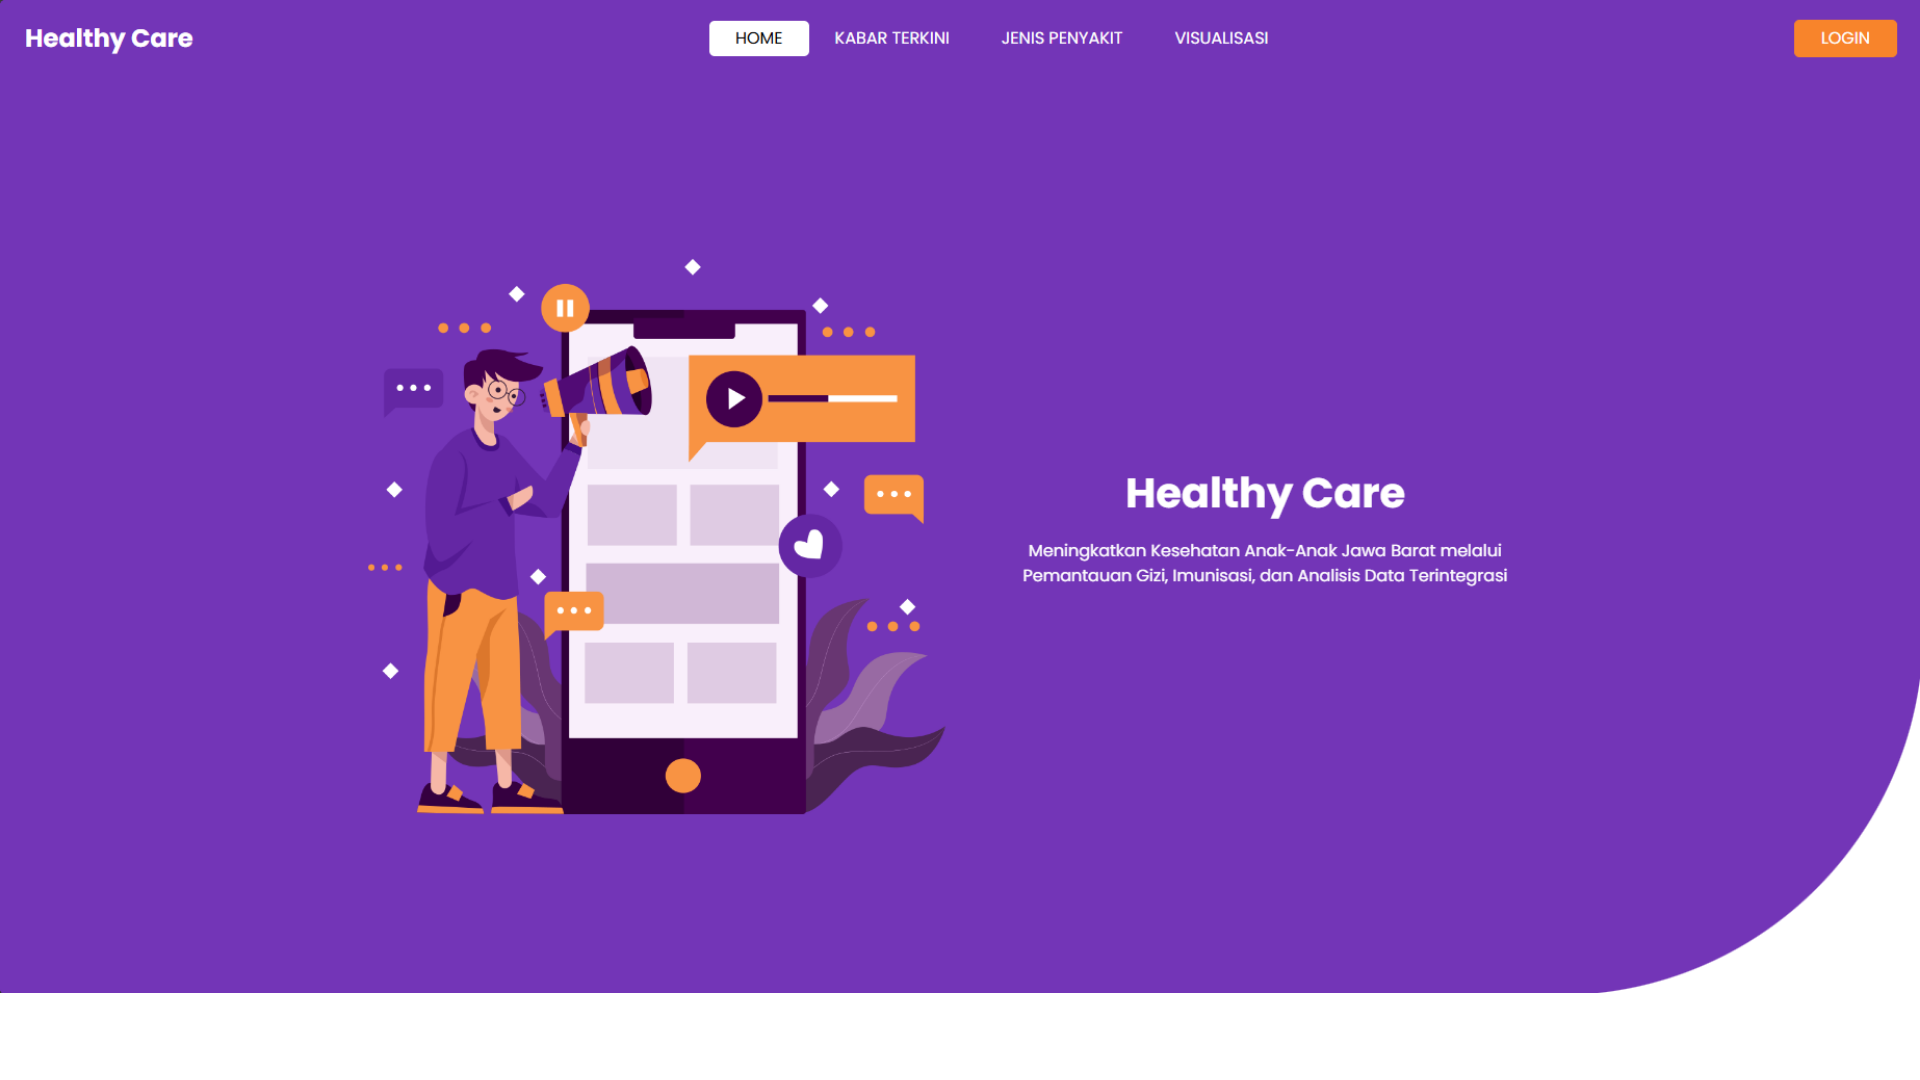 Healthy Care
HOME
KABAR TERKINI
JENIS PENYAKIT
VISUALISASI
LOGIN
Healthy Care
Meningkatkan Kesehatan Anak-Anak Jawa Barat melalui
Pemantauan Gizi, Imunisasi, dan Analisis Data Terintegrasi